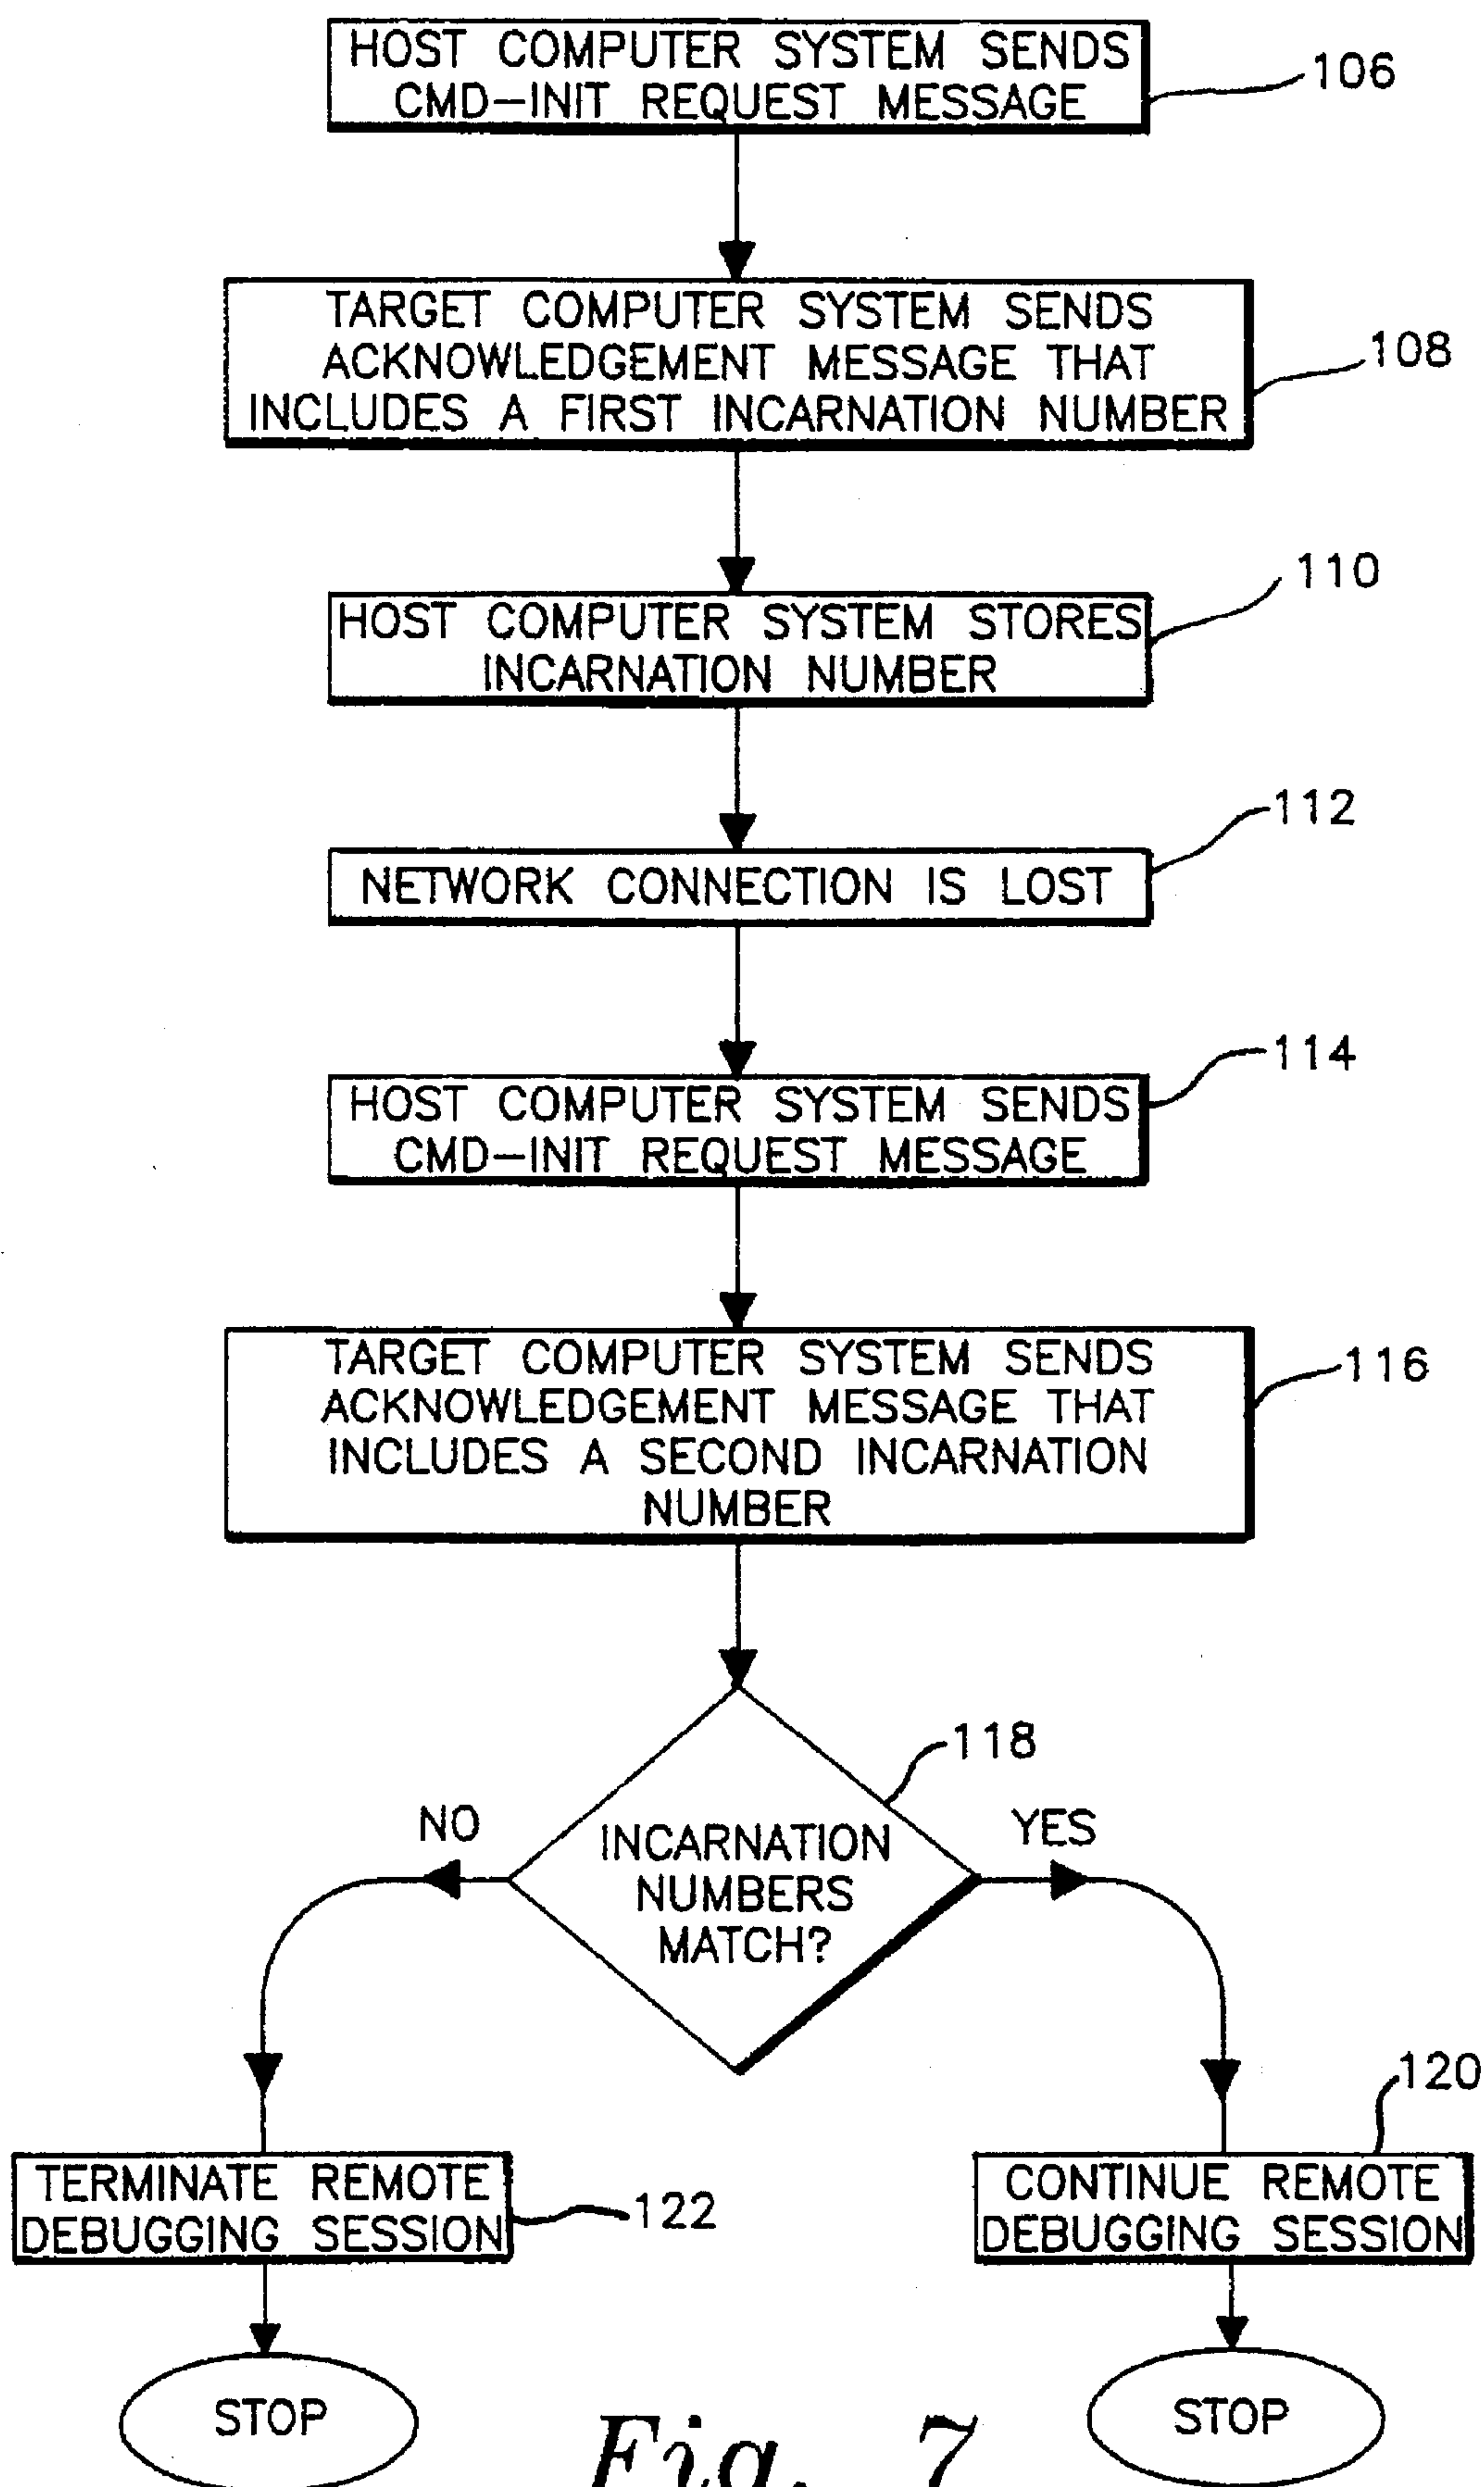 HOST COMPUTER SYSTEM SENDS
CMD-INIT REQUEST MESSAGE
106
TARGET COMPUTER SYSTEM SENDS
ACKNOWLEDGEMENT MESSAGE THAT
INCLUDES A FIRST INCARNATION NUMBER
108
HOST COMPUTER SYSTEM STORES
INCARNATION NUMBER
110
NETWORK CONNECTION IS LOST
112
HOST COMPUTER SYSTEM SENDS
CMD-INIT REQUEST MESSAGE
114
TARGET COMPUTER SYSTEM SENDS
ACKNOWLEDGEMENT MESSAGE THAT
INCLUDES A SECOND INCARNATION
NUMBER
116
118
INCARNATION
NUMBERS
MATCH?
NO
YES
TERMINATE REMOTE
DEBUGGING SESSION
122
CONTINUE REMOTE
DEBUGGING SESSION
120
STOP
STOP
Fig. 7